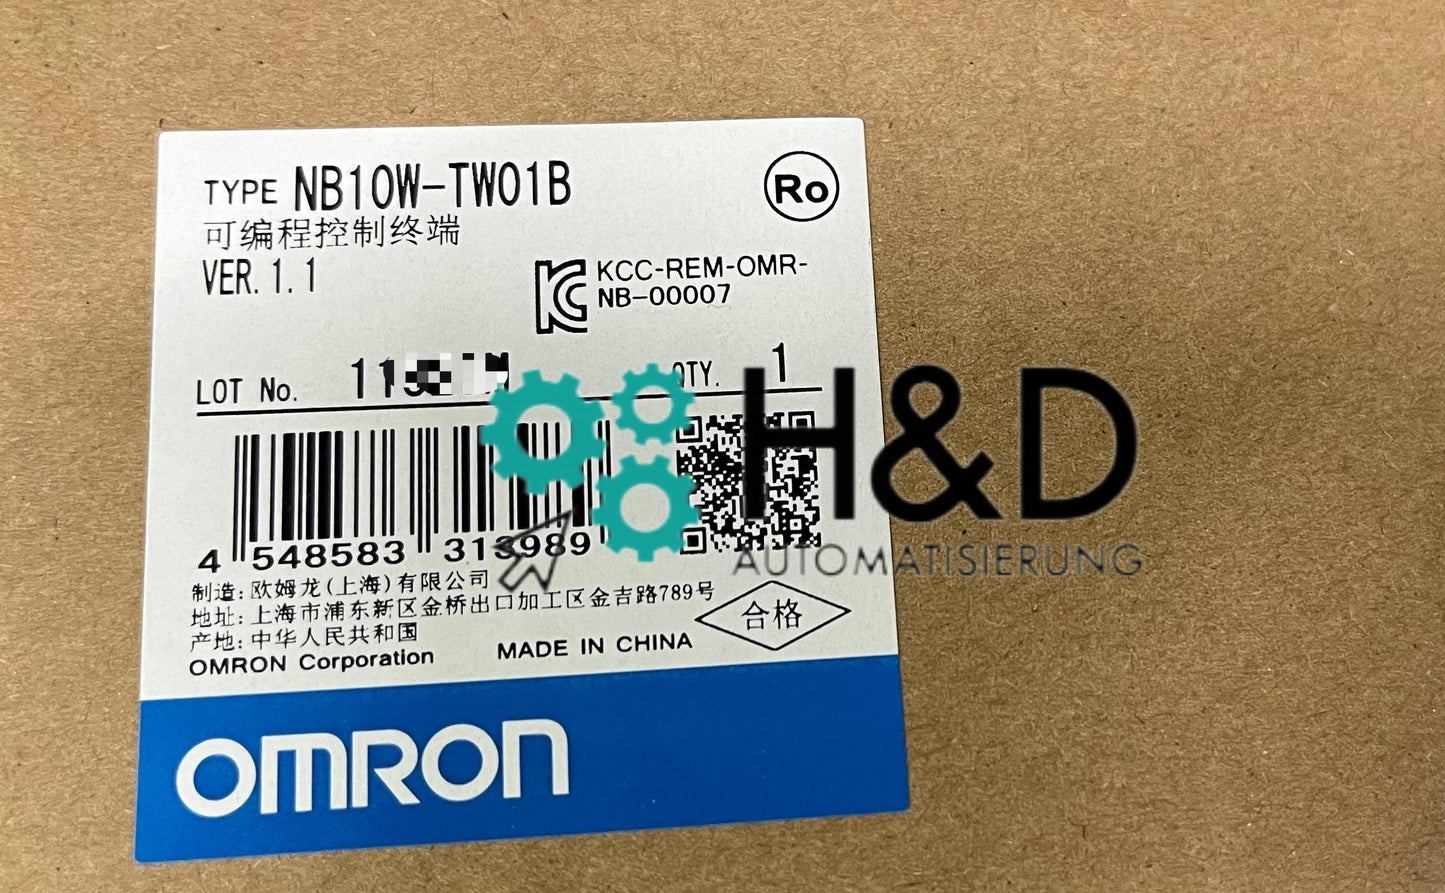 TYPE NB10W-TW01B
Ro
可编程控制终端
VER.1.1
KCC-REM-OMR-
NB-00007
LOT No.
QTY. 1
H&D
AUTOMATISIERUNG
4 548583 313989
制造: 欧姆龙(上海)有限公司
地址: 上海市浦东新区金桥出口加工区金吉路789号
产地: 中华人民共和国
合格
OMRON Corporation MADE IN CHINA
OMRON